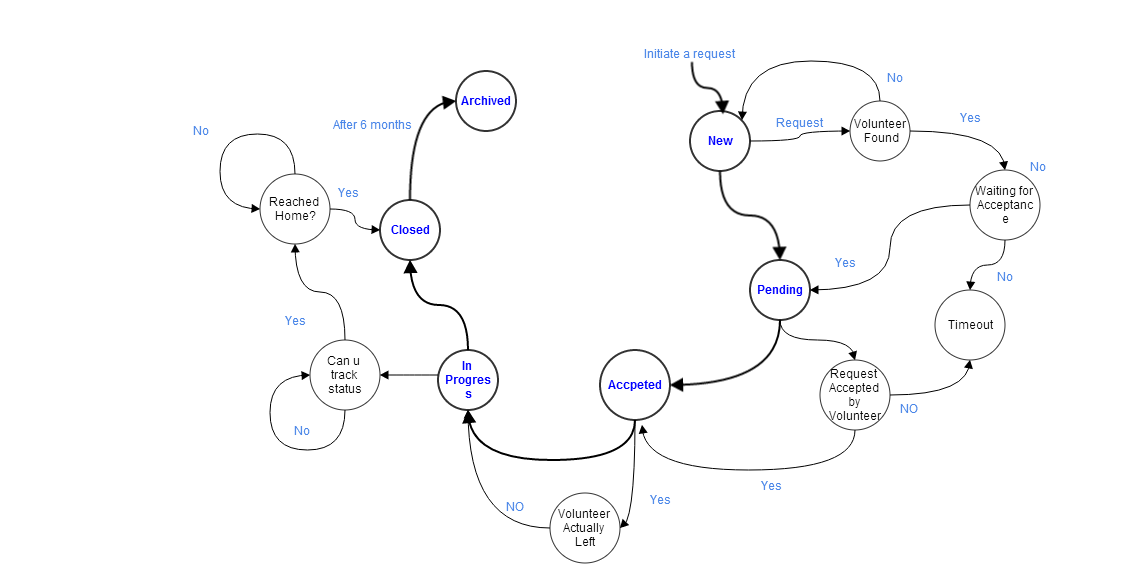 Initiate a request
No
Archived
After 6 months
Request
Volunteer
Found
Yes
No
New
No
Yes
Reached
Home?
Closed
Waiting for
Acceptanc
e
Yes
No
Pending
Yes
Timeout
Can u
track
status
In
Progres
s
Accpeted
Request
Accepted
by
Volunteer
NO
No
Yes
Yes
NO
Volunteer
Actually
Left